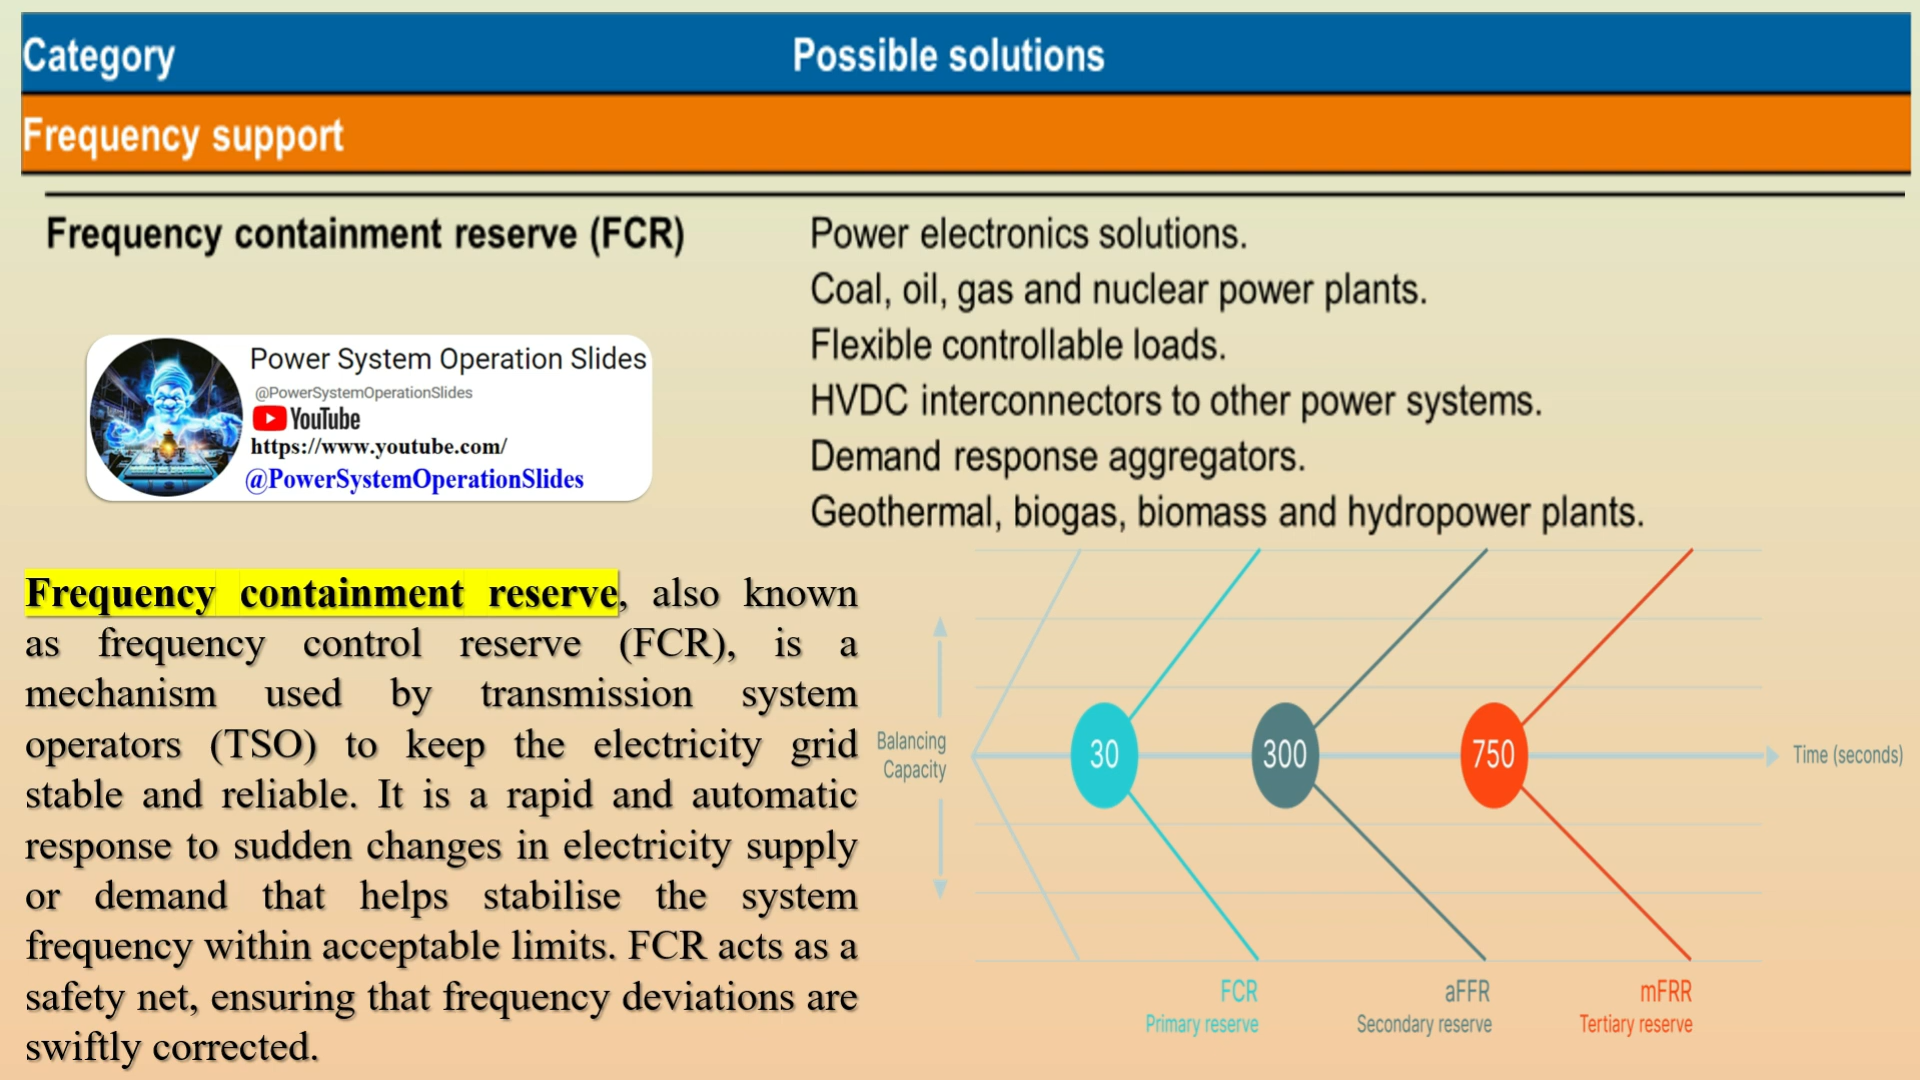 Category Possible solutions
Frequency support
Frequency containment reserve (FCR)
Power electronics solutions.
Coal, oil, gas and nuclear power plants.
Flexible controllable loads.
HVDC interconnectors to other power systems.
Demand response aggregators.
Geothermal, biogas, biomass and hydropower plants.
Power System Operation Slides
@PowerSystemOperationSlides
YouTube
https://www.youtube.com/
@PowerSystemOperationSlides
Frequency containment reserve, also known
as frequency control reserve (FCR), is a
mechanism used by transmission system
operators (TSO) to keep the electricity grid
stable and reliable. It is a rapid and automatic
response to sudden changes in electricity supply
or demand that helps stabilise the system
frequency within acceptable limits. FCR acts as a
safety net, ensuring that frequency deviations are
swiftly corrected.
Balancing
Capacity
30 300 750
Time (seconds)
FCR aFFR mFRR
Primary reserve Secondary reserve Tertiary reserve